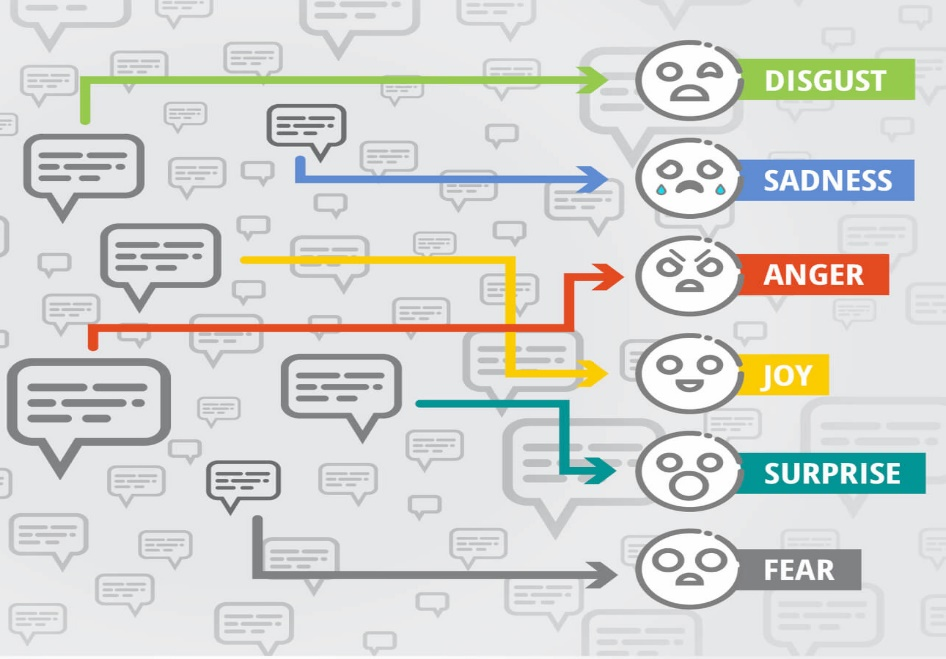 DISGUST
SADNESS
ANGER
JOY
SURPRISE
FEAR